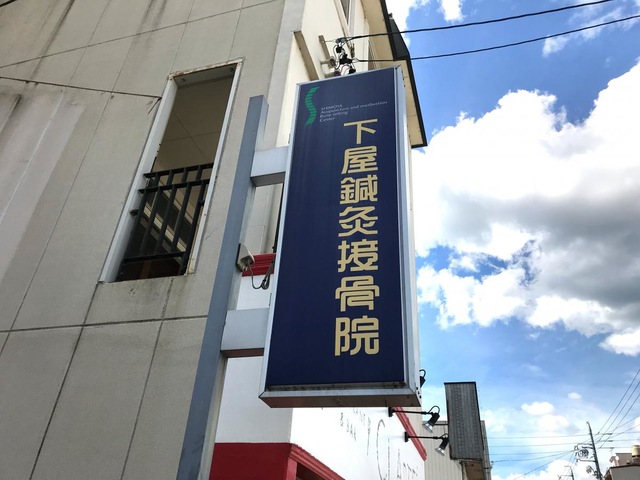 SHIMOYA
Acupuncture and moxibustion
Bone setting
Center
下屋鍼灸接骨院